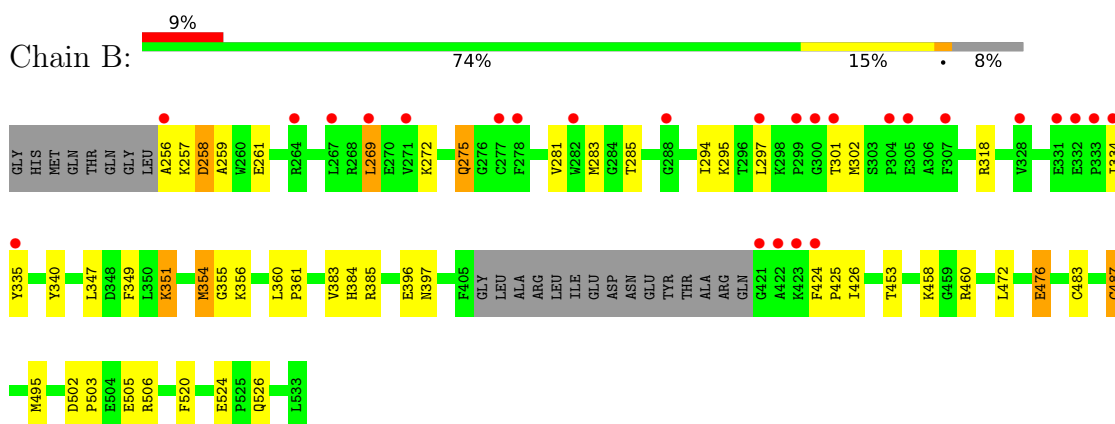 9%
Chain B:
74% 15% • 8%
GLY HIS MET GLN THR GLN GLY LEU A256 K257 D258 A259 W260 E261 R264 L267 R268 L269 E270 V271 K272 Q275 G276 C277 F278 V281 W282 M283 G284 T285 G288 I294 K295 T296 L297 K298 P299 G300 T301 M302 S303 P304 E305 A306 F307 R318 V328 E331 E332 P333 I334
Y335 Y340 L347 D348 F349 L350 K351 M354 G355 K356 L360 P361 V383 H384 R385 E396 N397 F405 GLY LEU ALA ARG LEU ILE GLU ASP ASN GLU TYR THR ALA ARG GLN G421 A422 K423 F424 P425 I426 T453 K458 G459 R460 L472 E476 C483 C487
M495 D502 P503 E504 E505 R506 F520 E524 P525 Q526 L533